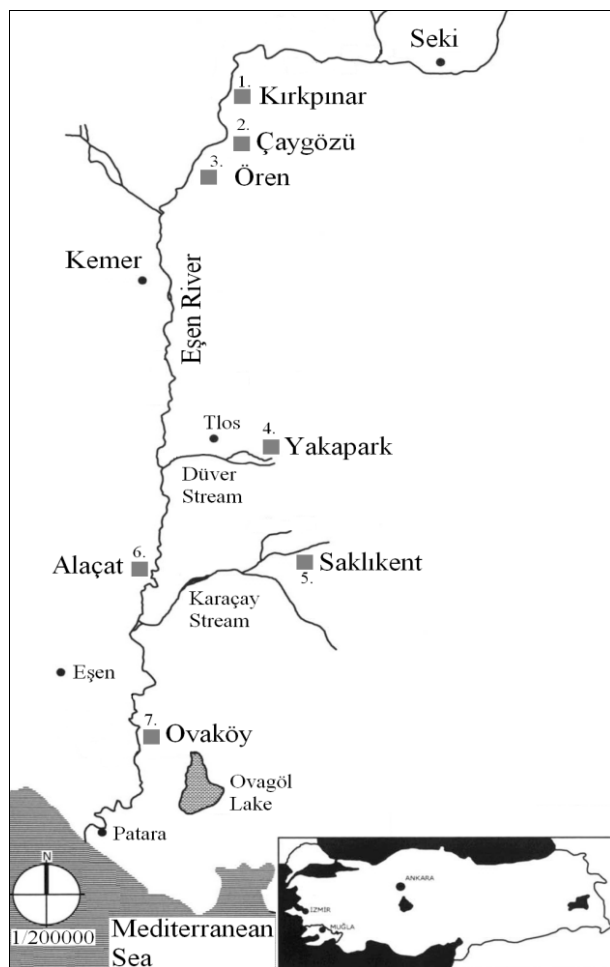 Seki
1.
Kırkpınar
2.
Çaygözü
3.
Ören
Kemer
Eşen River
Tlos
4.
Yakapark
Düver
Stream
6.
Alaçat
Saklıkent
5.
Karaçay
Stream
Eşen
7.
Ovaköy
Ovagöl
Lake
Patara
N
1/200000
Mediterranean
Sea
ANKARA
IZMIR
MUĞLA